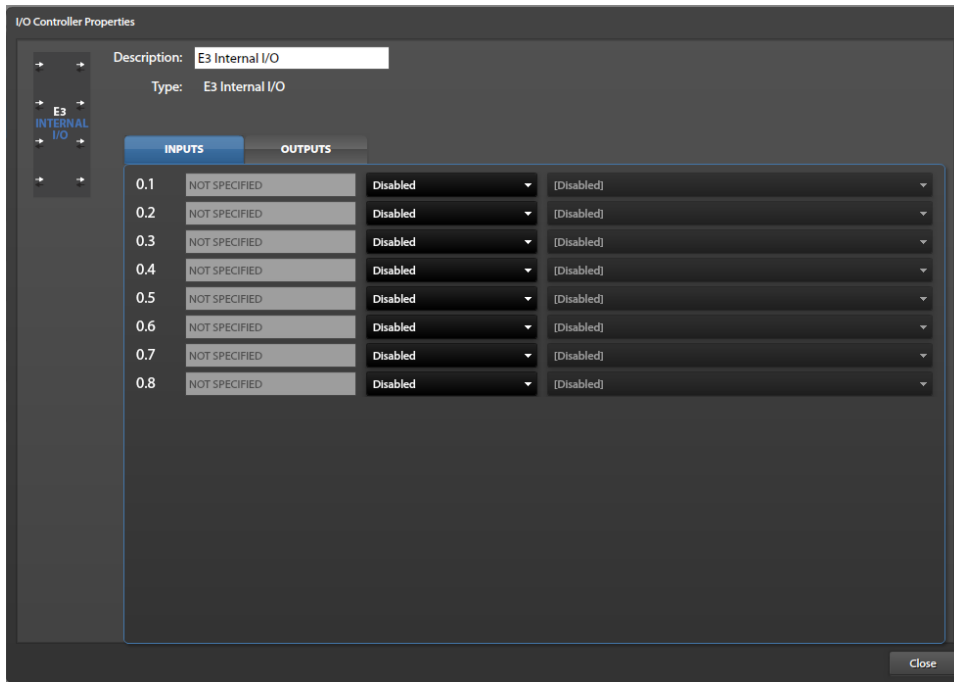 I/O Controller Properties
Description: E3 Internal I/O
Type: E3 Internal I/O
E3
INTERNAL
I/O
INPUTS OUTPUTS
0.1 NOT SPECIFIED Disabled [Disabled]
0.2 NOT SPECIFIED Disabled [Disabled]
0.3 NOT SPECIFIED Disabled [Disabled]
0.4 NOT SPECIFIED Disabled [Disabled]
0.5 NOT SPECIFIED Disabled [Disabled]
0.6 NOT SPECIFIED Disabled [Disabled]
0.7 NOT SPECIFIED Disabled [Disabled]
0.8 NOT SPECIFIED Disabled [Disabled]
Close